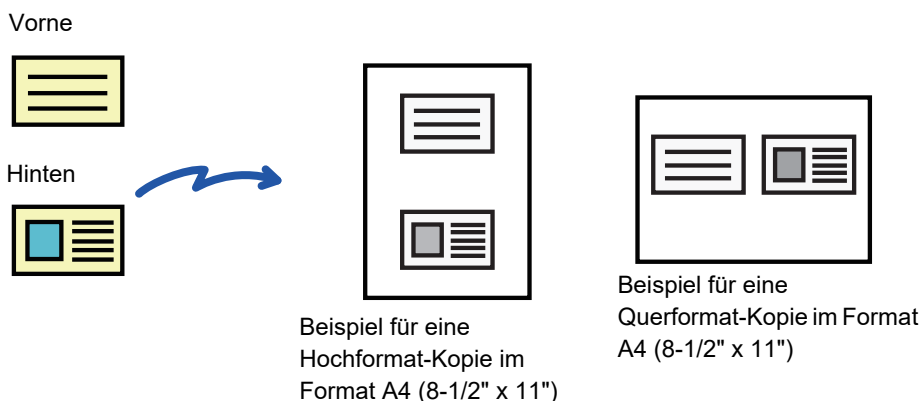 Vorne
Hinten
Beispiel für eine
Hochformat-Kopie im
Format A4 (8-1/2" x 11")
Beispiel für eine
Querformat-Kopie im Format
A4 (8-1/2" x 11")